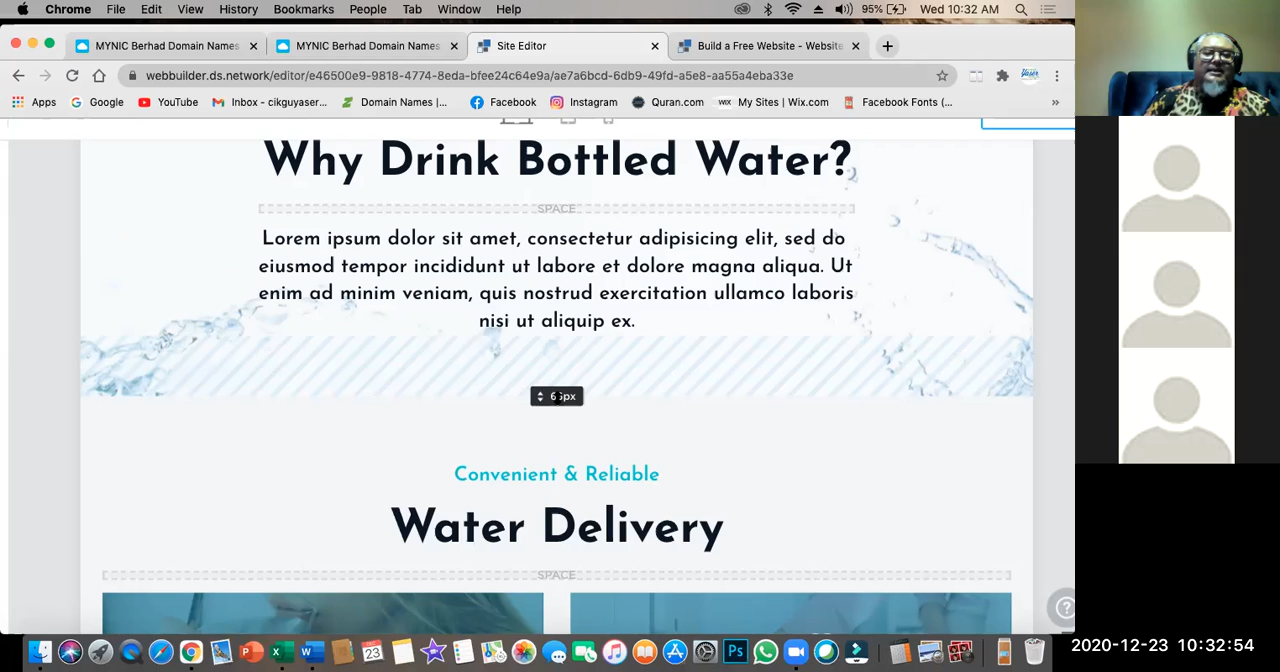 Chrome File Edit View History Bookmarks People Tab Window Help 95% Wed 10:32 AM
MYNIC Berhad Domain Names MYNIC Berhad Domain Names Site Editor Build a Free Website - Website
webbuilder.ds.network/editor/e46500e9-9818-4774-8eda-bfee24c64e9a/ae7a6bcd-6db9-49fd-a5e8-aa55a4eba33e
Apps Google YouTube Inbox - cikguyaser... Domain Names |... Facebook Instagram Quran.com WIX My Sites | Wix.com Facebook Fonts (... »
Why Drink Bottled Water?
SPACE
Lorem ipsum dolor sit amet, consectetur adipisicing elit, sed do
eiusmod tempor incididunt ut labore et dolore magna aliqua. Ut
enim ad minim veniam, quis nostrud exercitation ullamco laboris
nisi ut aliquip ex.
Convenient & Reliable
Water Delivery
SPACE
23
Ps
2020-12-23 10:32:54